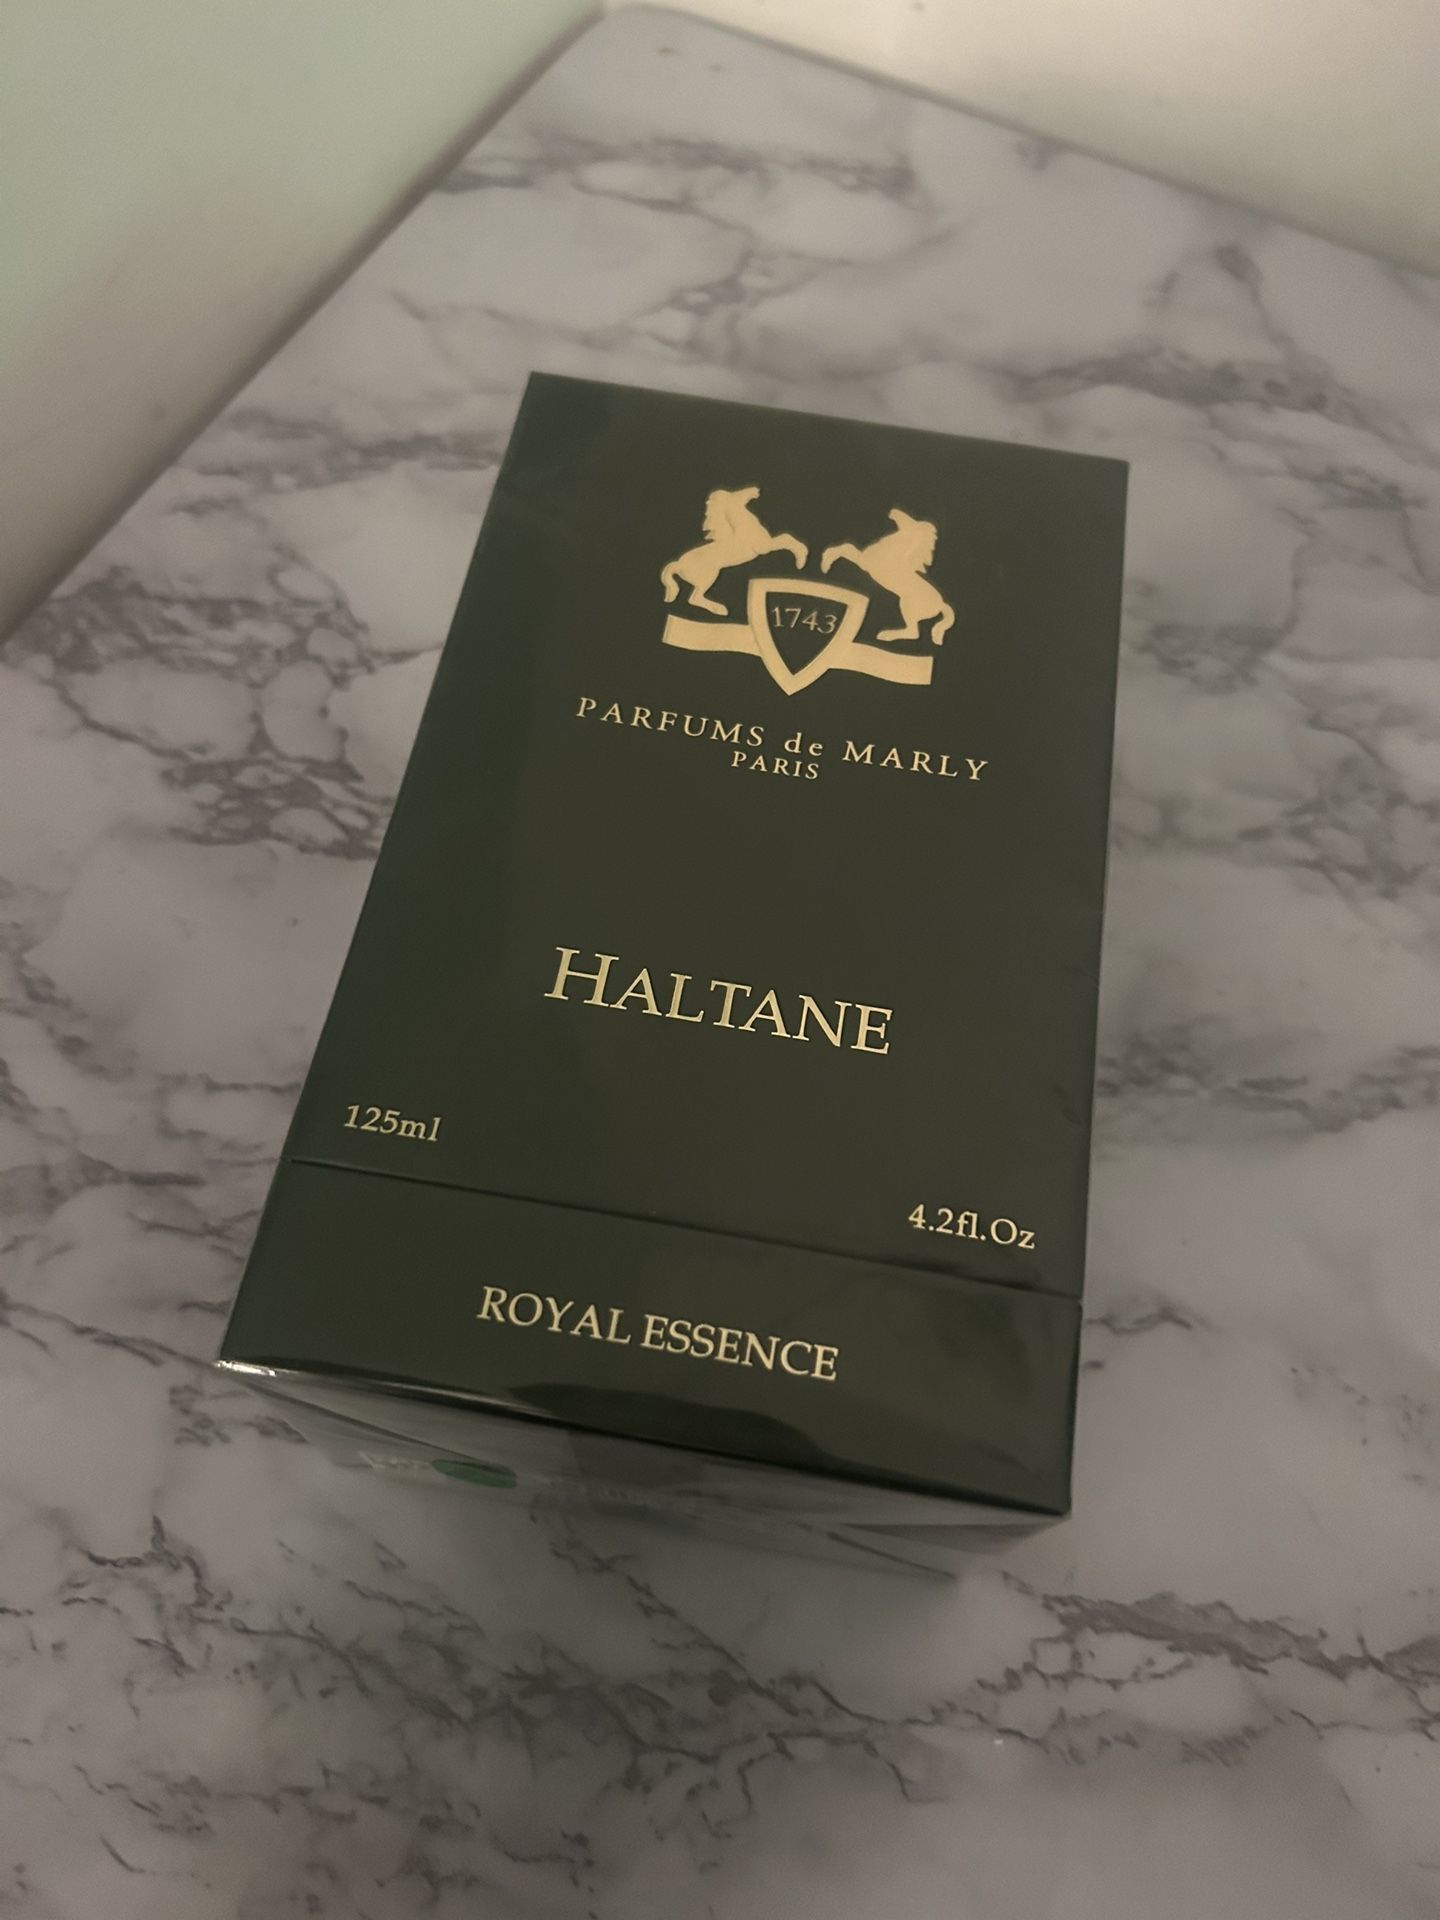 1743
PARFUMS de MARLY
PARIS
HALTANE
125ml
4.2fl.Oz
ROYAL ESSENCE